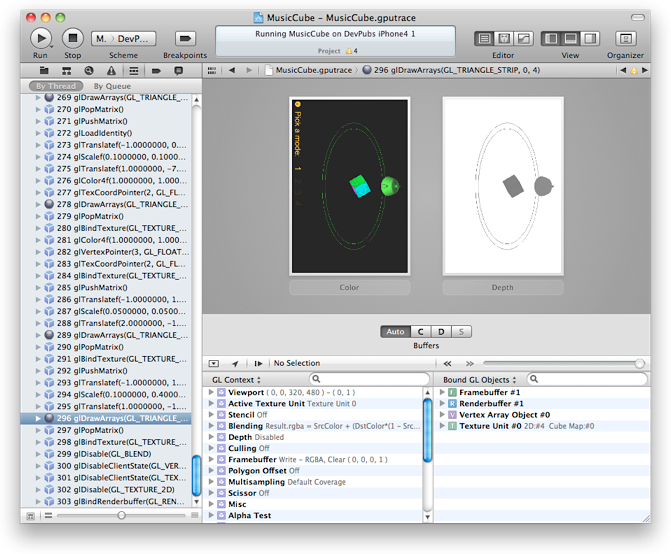 MusicCube – MusicCube.gputrace
M. DevP...
Running MusicCube on DevPubs iPhone4 1
Project 4
Run Stop Scheme Breakpoints Editor View Organizer
By Thread By Queue
MusicCube.gputrace 296 glDrawArrays(GL_TRIANGLE_STRIP, 0, 4)
269 glDrawArrays(GL_TRIANGLE_...
270 glPopMatrix()
271 glPushMatrix()
272 glLoadIdentity()
273 glTranslatef(-1.0000000, 0....
274 glScalef(0.1000000, 0.1000...
275 glTranslatef(1.0000000, -7....
276 glColor4f(1.0000000, 1.000...
277 glTexCoordPointer(2, GL_F...
278 glDrawArrays(GL_TRIANGLE_...
279 glPopMatrix()
280 glBindTexture(GL_TEXTURE_...
281 glColor4f(1.0000000, 1.000...
282 glVertexPointer(3, GL_FLOAT...
283 glTexCoordPointer(2, GL_FL...
284 glBindTexture(GL_TEXTURE_...
285 glPushMatrix()
286 glTranslatef(-1.0000000, 1....
287 glScalef(0.0500000, 0.0500...
288 glTranslatef(2.0000000, -1...
289 glDrawArrays(GL_TRIANGLE_...
290 glPopMatrix()
291 glBindTexture(GL_TEXTURE_...
292 glPushMatrix()
293 glTranslatef(-1.0000000, 1....
294 glScalef(0.1000000, 0.4000...
295 glTranslatef(1.0000000, -1....
296 glDrawArrays(GL_TRIANGLE_...
297 glPopMatrix()
298 glBindTexture(GL_TEXTURE_...
299 glDisable(GL_BLEND)
300 glDisableClientState(GL_VER...
301 glDisableClientState(GL_TEX...
302 glDisable(GL_TEXTURE_2D)
303 glBindRenderbuffer(GL_REN...
Pick a mode: 1 2 3 4
Color
Depth
Auto C D S
Buffers
No Selection
GL Context
Viewport ( 0, 0, 320, 480 ) - ( 0, 1 )
Active Texture Unit Texture Unit 0
Stencil Off
Blending Result.rgba = SrcColor + (DstColor*(1 - Src...
Depth Disabled
Culling Off
Framebuffer Write - RGBA, Clear ( 0, 0, 0, 1 )
Polygon Offset Off
Multisampling Default Coverage
Scissor Off
Misc
Alpha Test
Bound GL Objects
Framebuffer #1
Renderbuffer #1
Vertex Array Object #0
Texture Unit #0 2D:#4 Cube Map:#0